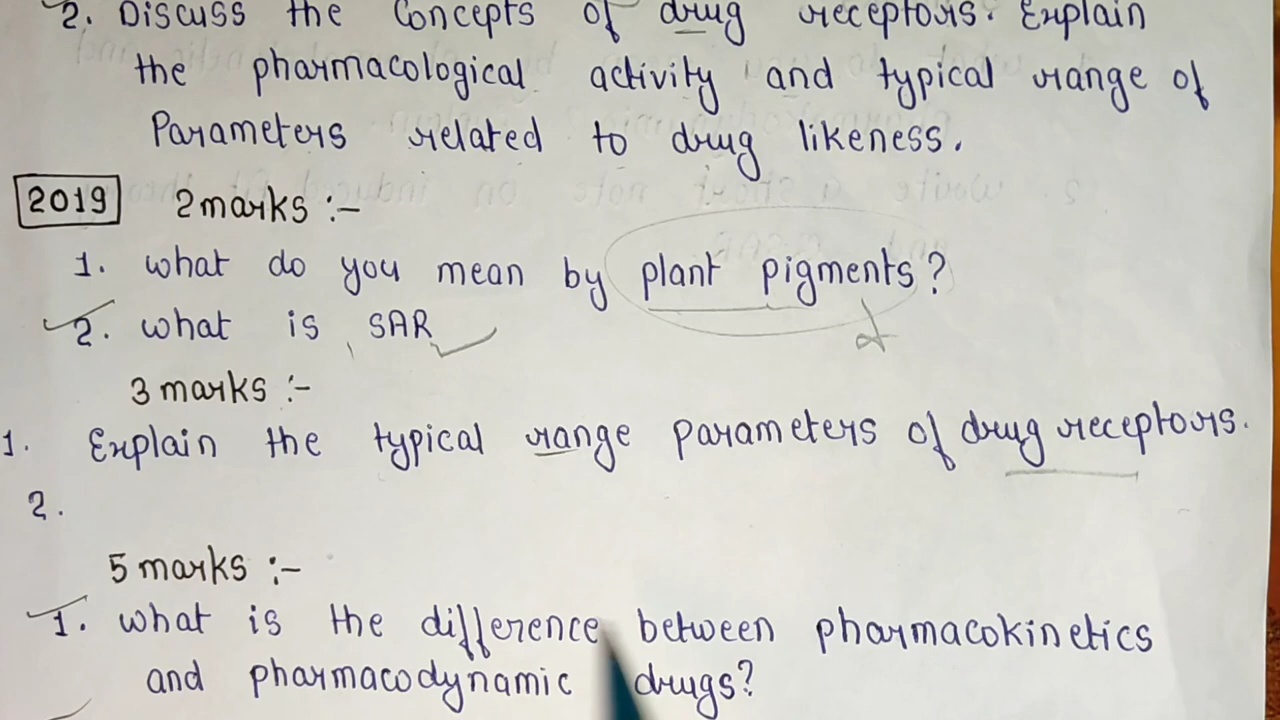 2. Discuss the Concepts of drug receptors. Explain
the pharmacological activity and typical range of
Parameters related to drug likeness.
2019 2marks :-
1. what do you mean by plant pigments?
2. what is SAR
3 marks :-
1. Explain the typical range parameters of drug receptors.
2.
5 marks :-
1. what is the difference between pharmacokinetics
and pharmacodynamic drugs?